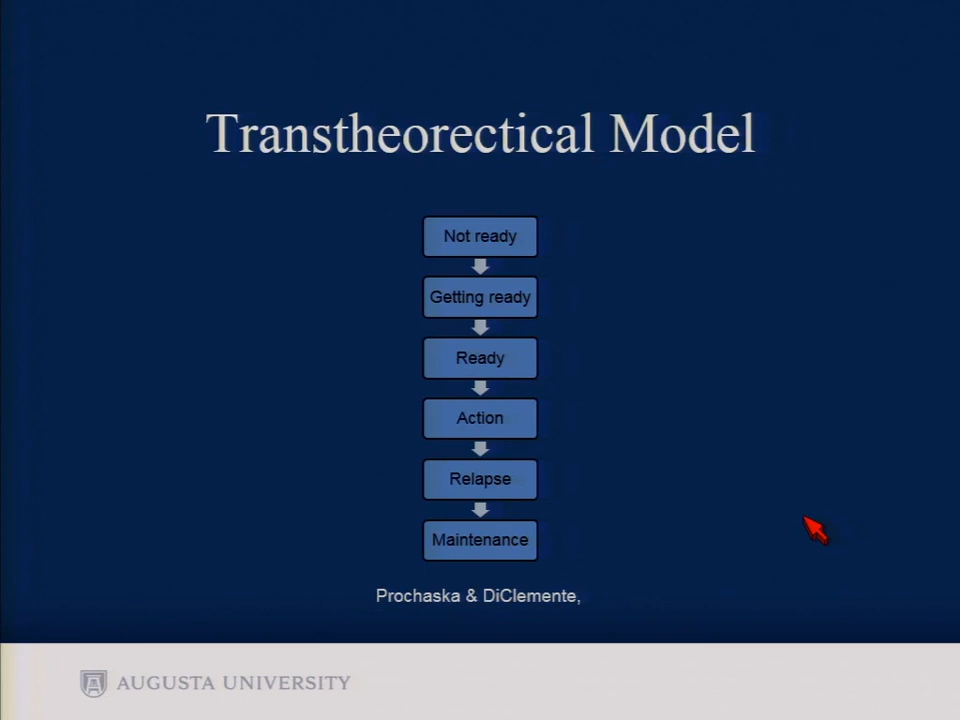 Transtheorectical Model
Not ready
Getting ready
Ready
Action
Relapse
Maintenance
Prochaska & DiClemente,
AUGUSTA UNIVERSITY